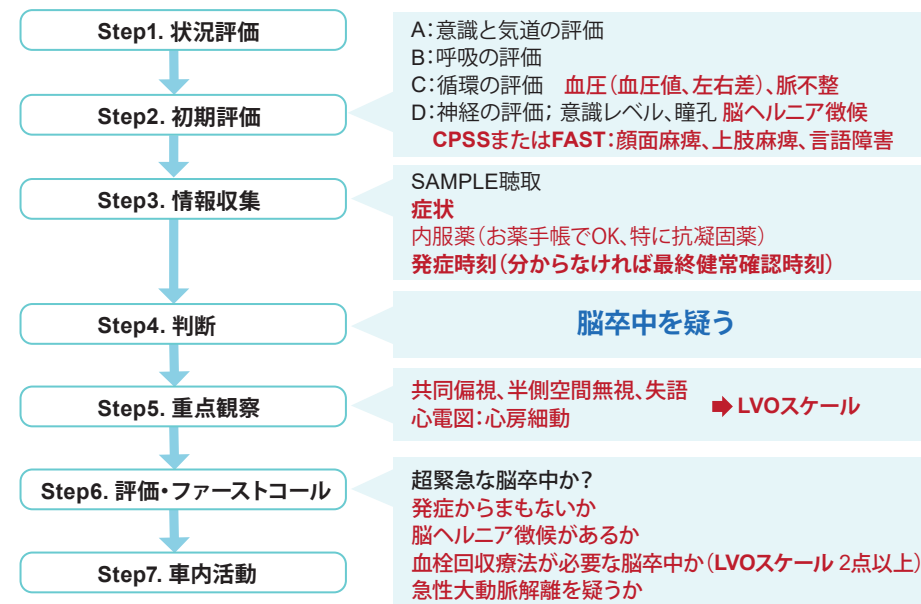 Step1. 状況評価
Step2. 初期評価
A：意識と気道の評価
B：呼吸の評価
C：循環の評価　血圧（血圧値、左右差）、脈不整
D：神経の評価；意識レベル、瞳孔 脳ヘルニア徴候
CPSSまたはFAST：顔面麻痺、上肢麻痺、言語障害
Step3. 情報収集
SAMPLE聴取
症状
内服薬（お薬手帳でOK、特に抗凝固薬）
発症時刻（分からなければ最終健常確認時刻）
Step4. 判断
脳卒中を疑う
Step5. 重点観察
共同偏視、半側空間無視、失語
心電図：心房細動
➡ LVOスケール
Step6. 評価・ファーストコール
超緊急な脳卒中か？
発症からまもないか
脳ヘルニア徴候があるか
血栓回収療法が必要な脳卒中か（LVOスケール 2点以上）
急性大動脈解離を疑うか
Step7. 車内活動